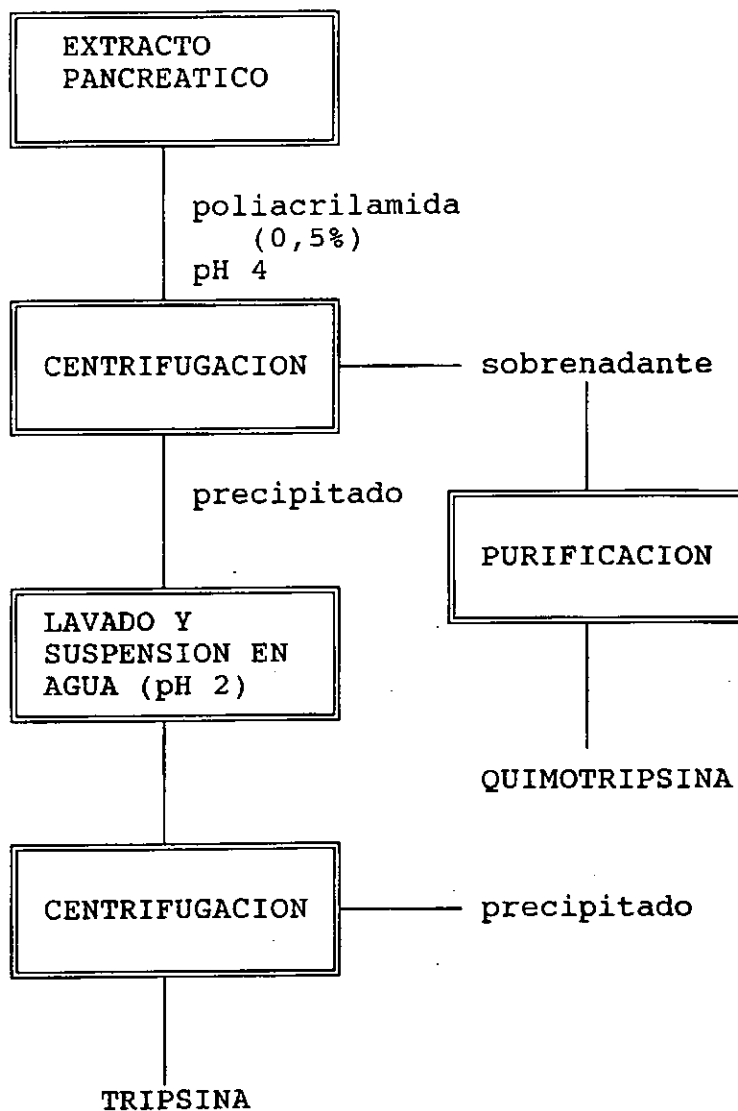 EXTRACTO
PANCREATICO
poliacrilamida
(0,5%)
pH 4
CENTRIFUGACION
sobrenadante
precipitado
PURIFICACION
LAVADO Y
SUSPENSION EN
AGUA (pH 2)
QUIMOTRIPSINA
CENTRIFUGACION
precipitado
TRIPSINA